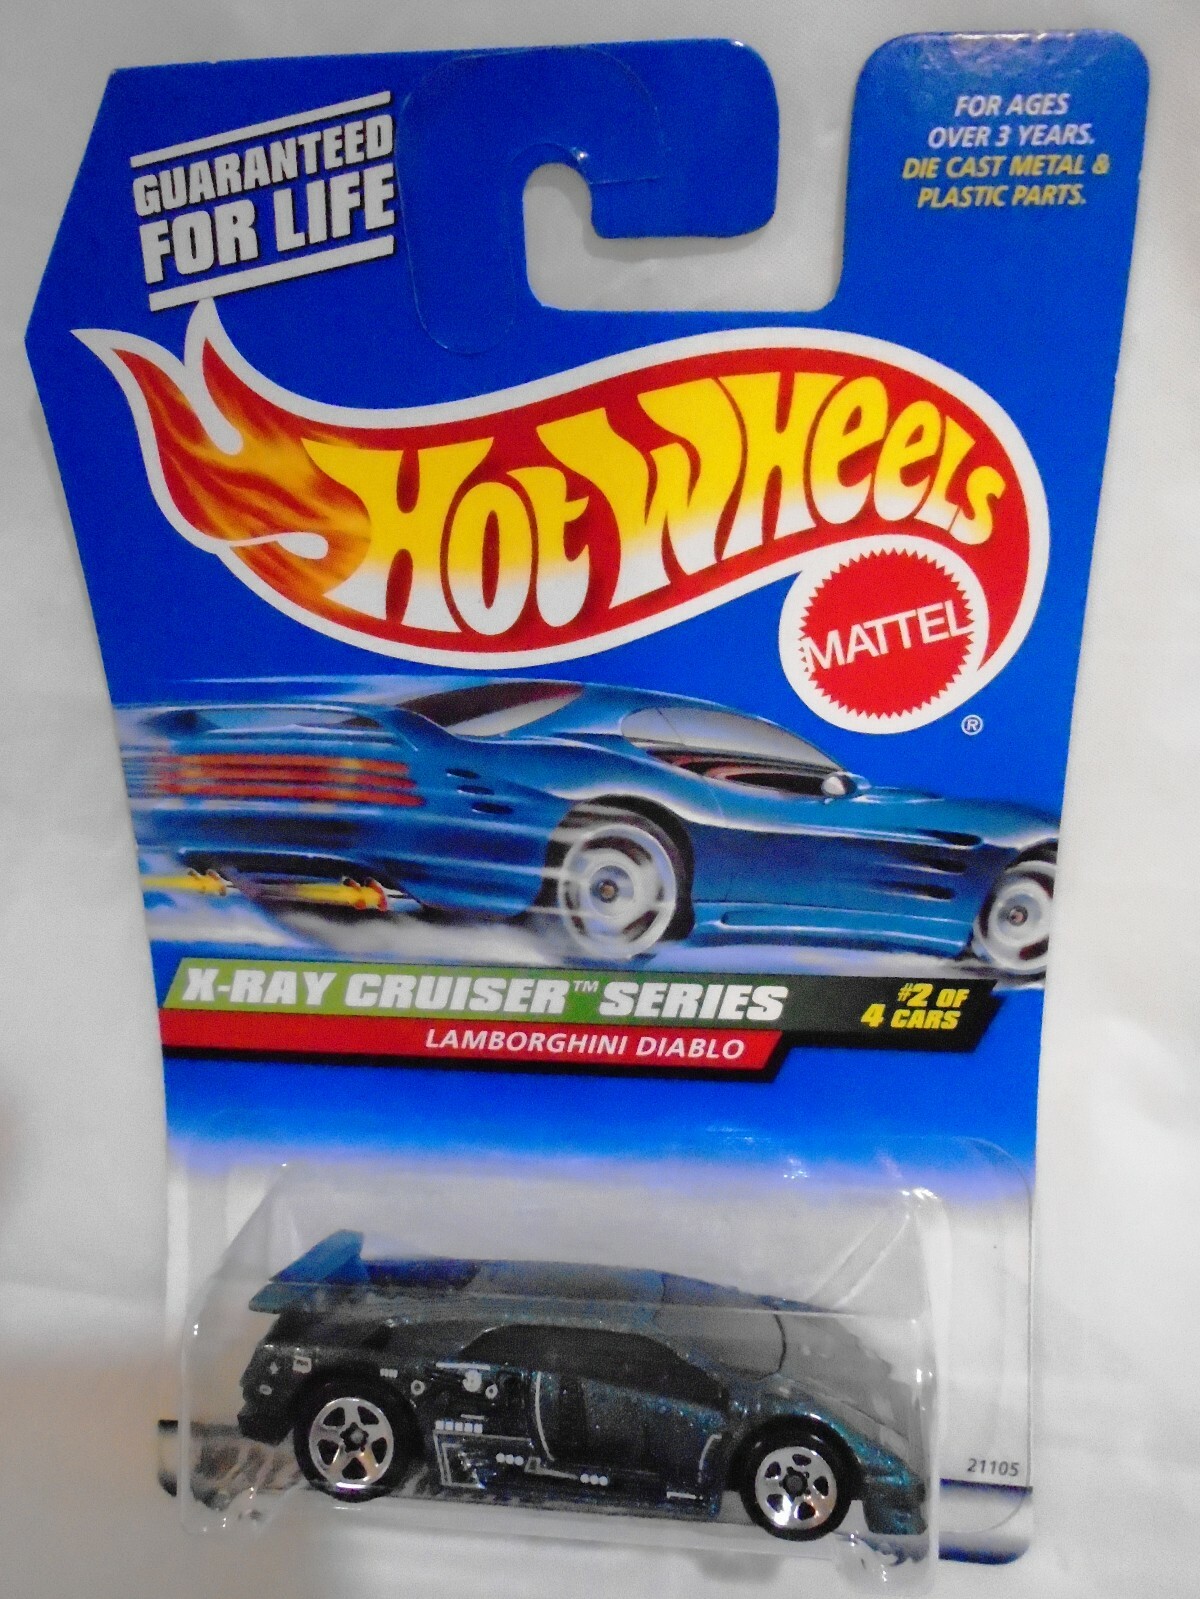 GUARANTEED
FOR LIFE
FOR AGES
OVER 3 YEARS.
DIE CAST METAL &
PLASTIC PARTS.
HOT WHEELS
MATTEL
®
X-RAY CRUISER™ SERIES
#2 OF
4 CARS
LAMBORGHINI DIABLO
21105